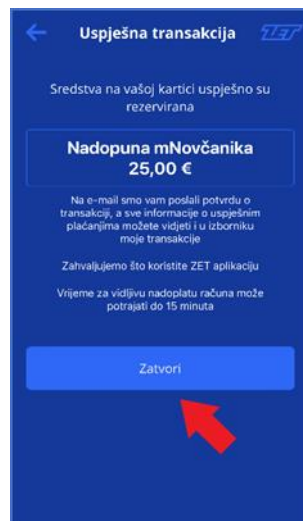 Uspješna transakcija
ZET
Sredstva na vašoj kartici uspješno su
rezervirana
Nadopuna mNovčanika
25,00 €
Na e-mail smo vam poslali potvrdu o
transakciji, a sve informacije o uspješnim
plaćanjima možete vidjeti i u izborniku
moje transakcije
Zahvaljujemo što koristite ZET aplikaciju
Vrijeme za vidljivu nadoplatu računa može
potrajati do 15 minuta
Zatvori